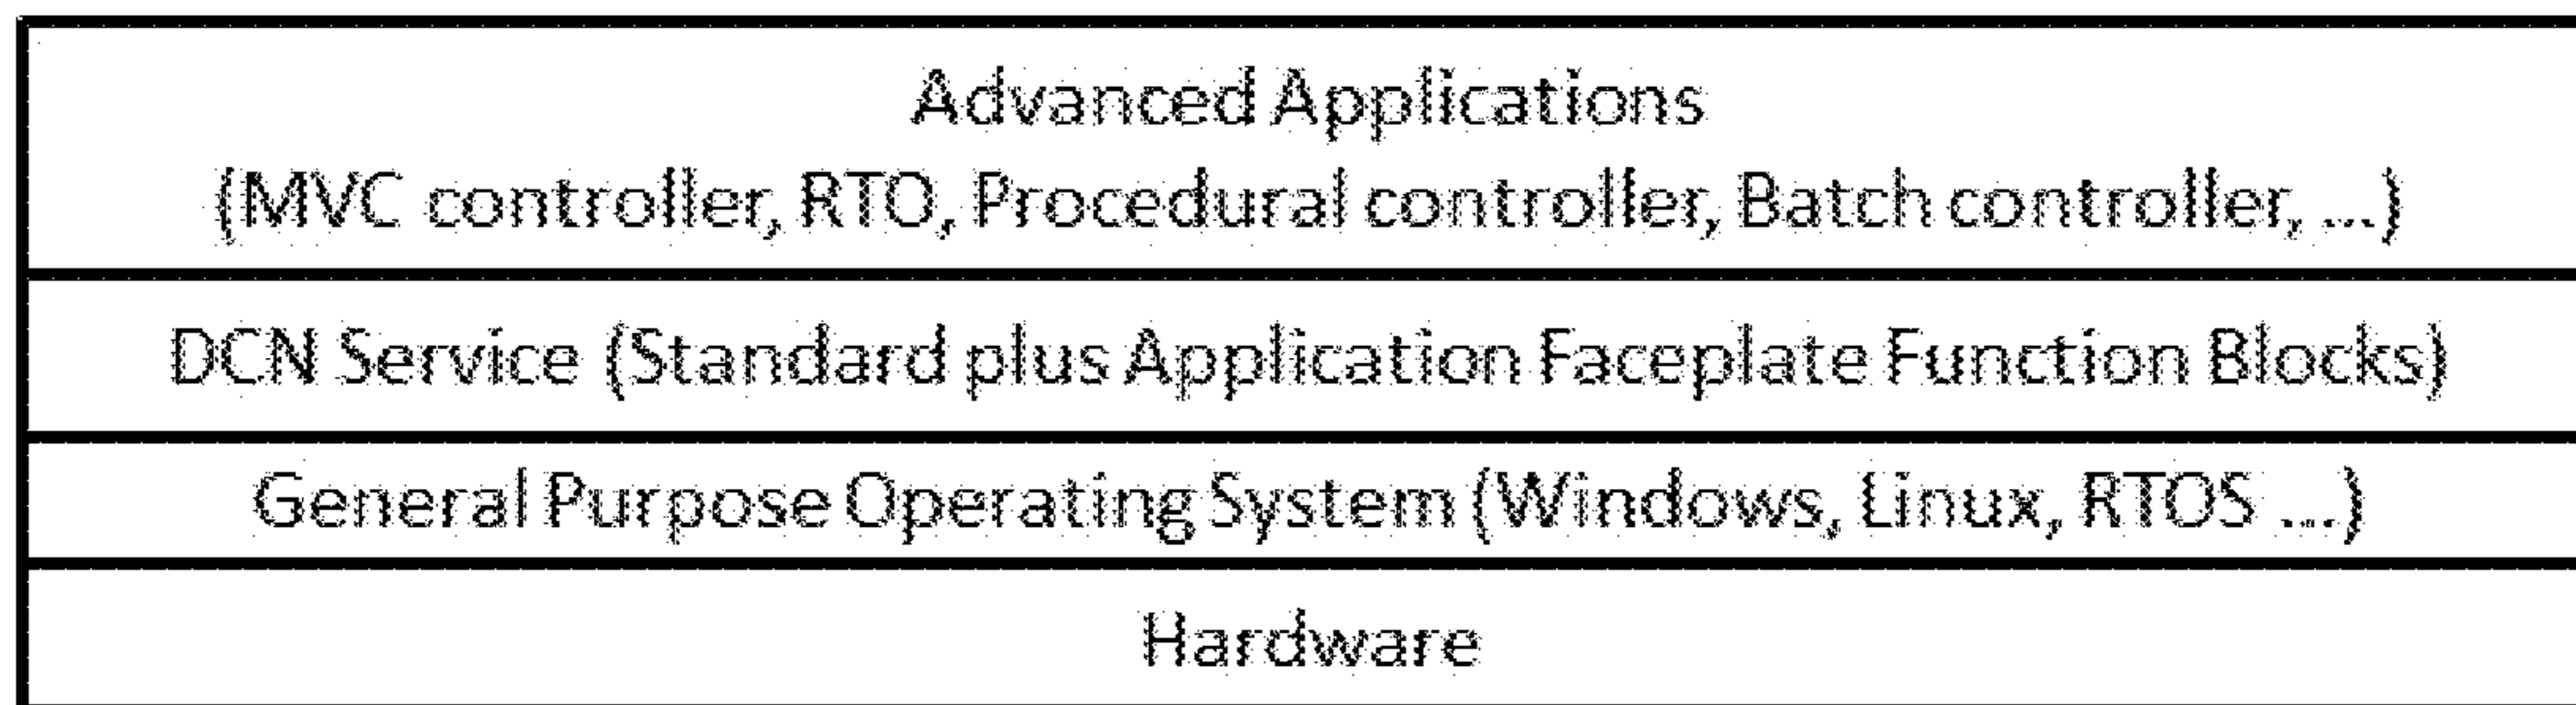 Advanced Applications
(MVC controller, RTO, Procedural controller, Batch controller, ...)
DCN Service (Standard plus Application Faceplate Function Blocks)
General Purpose Operating System (Windows, Linux, RTOS ...)
Hardware